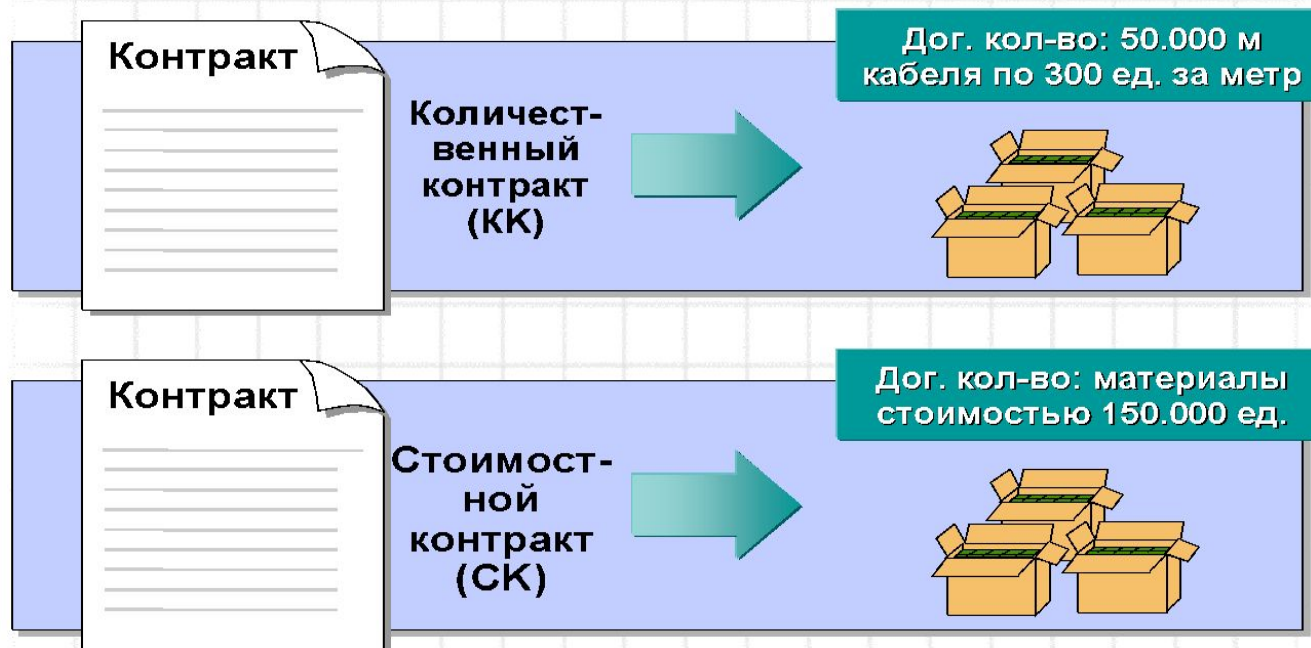 Контракт
Количест-
венный
контракт
(КК)
Дог. кол-во: 50.000 м
кабеля по 300 ед. за метр
Контракт
Стоимост-
ной
контракт
(СК)
Дог. кол-во: материалы
стоимостью 150.000 ед.